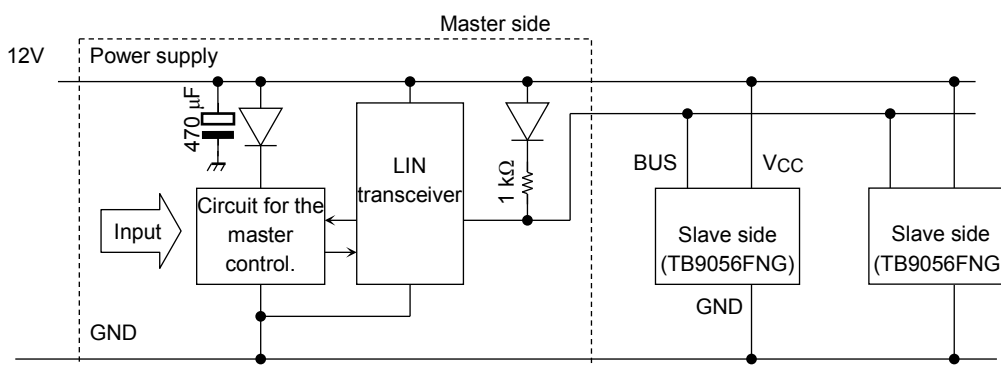 Master side
12V
Power supply
470 μF
LIN
transceiver
1 kΩ
BUS
VCC
Input
Circuit for the
master
control.
Slave side
(TB9056FNG)
Slave side
(TB9056FNG
GND
GND